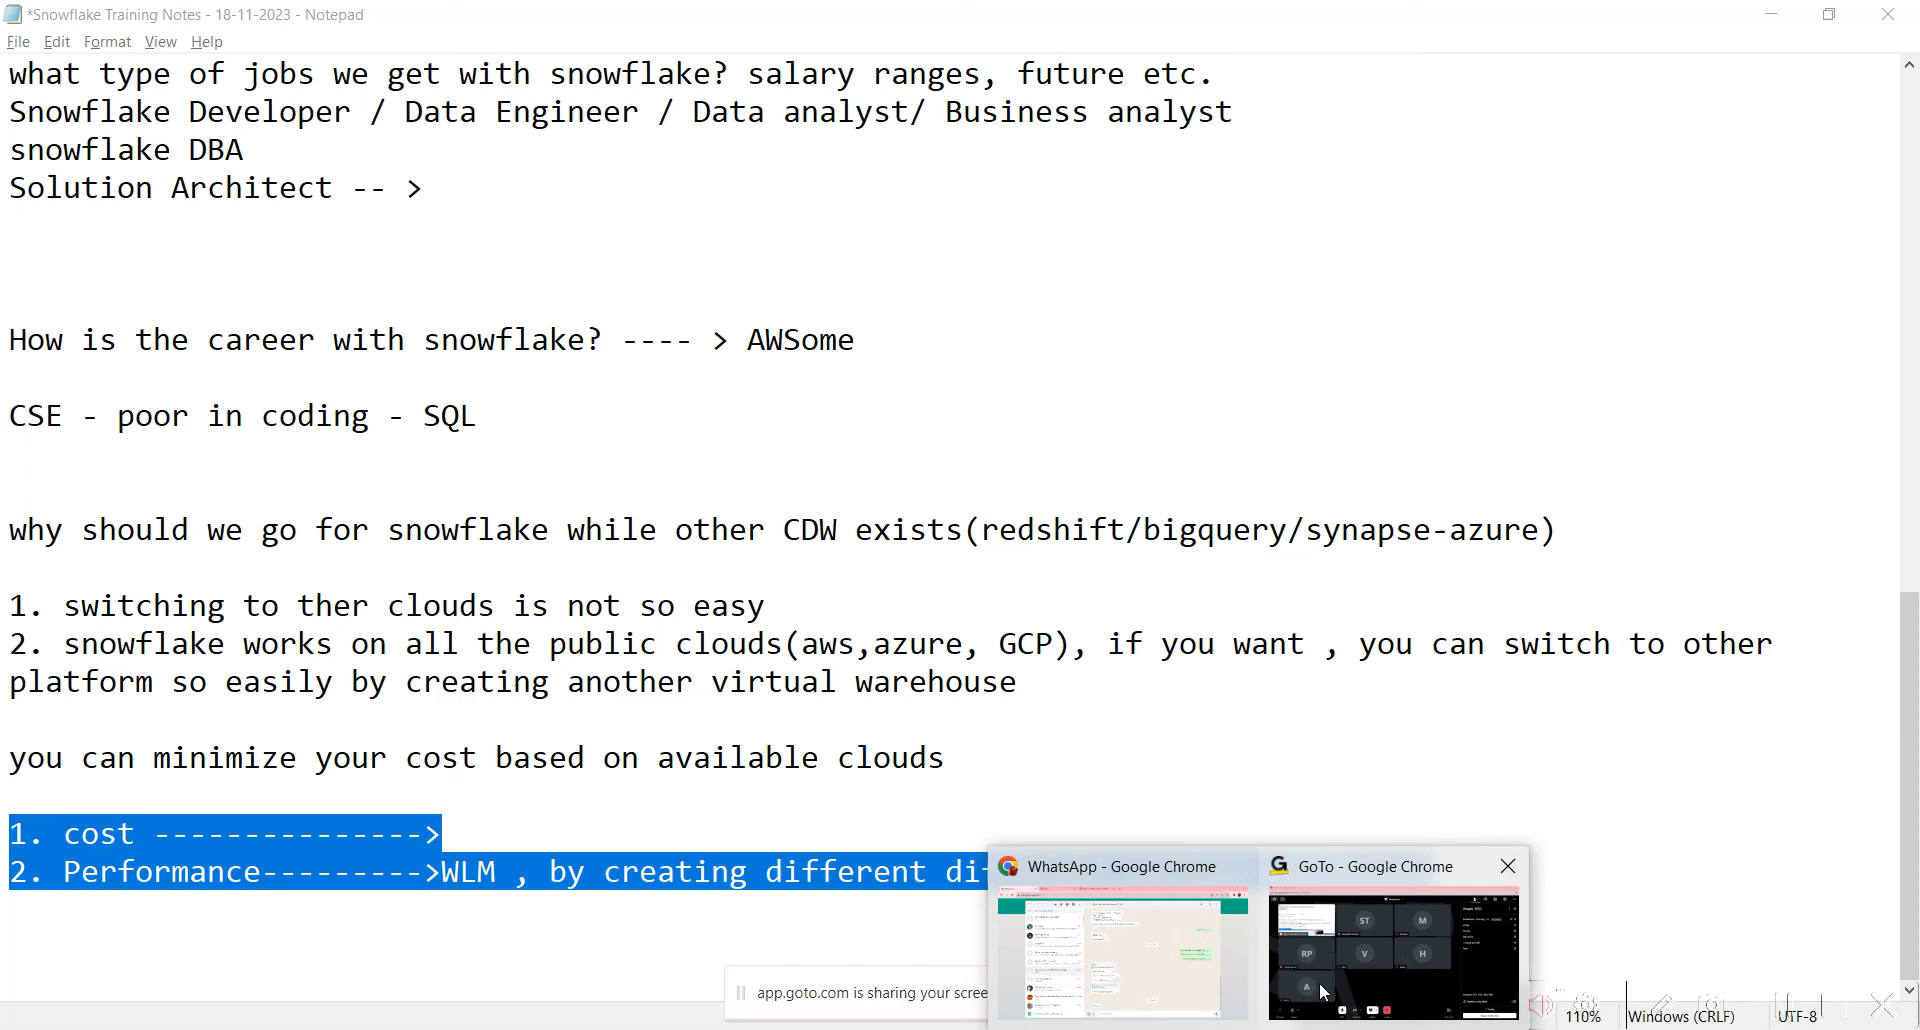 *Snowflake Training Notes - 18-11-2023 - Notepad
File Edit Format View Help
what type of jobs we get with snowflake? salary ranges, future etc.
Snowflake Developer / Data Engineer / Data analyst/ Business analyst
snowflake DBA
Solution Architect -- >
How is the career with snowflake? ---- > AWSome
CSE - poor in coding - SQL
why should we go for snowflake while other CDW exists(redshift/bigquery/synapse-azure)
1. switching to ther clouds is not so easy
2. snowflake works on all the public clouds(aws,azure, GCP), if you want , you can switch to other
platform so easily by creating another virtual warehouse
you can minimize your cost based on available clouds
1. cost --------------->
2. Performance--------->WLM , by creating different
WhatsApp - Google Chrome
GoTo - Google Chrome
ST
M
RP
V
H
A
app.goto.com is sharing your
110%
Windows (CRLF)
UTF-8